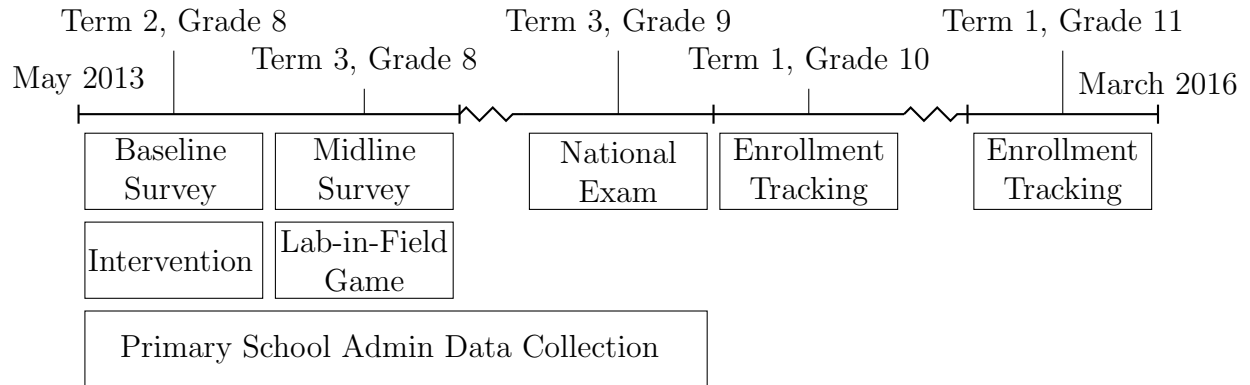 Term 2, Grade 8
Term 3, Grade 9
Term 1, Grade 11
Term 3, Grade 8
Term 1, Grade 10
May 2013
March 2016
Baseline
Survey
Midline
Survey
National
Exam
Enrollment
Tracking
Enrollment
Tracking
Intervention
Lab-in-Field
Game
Primary School Admin Data Collection